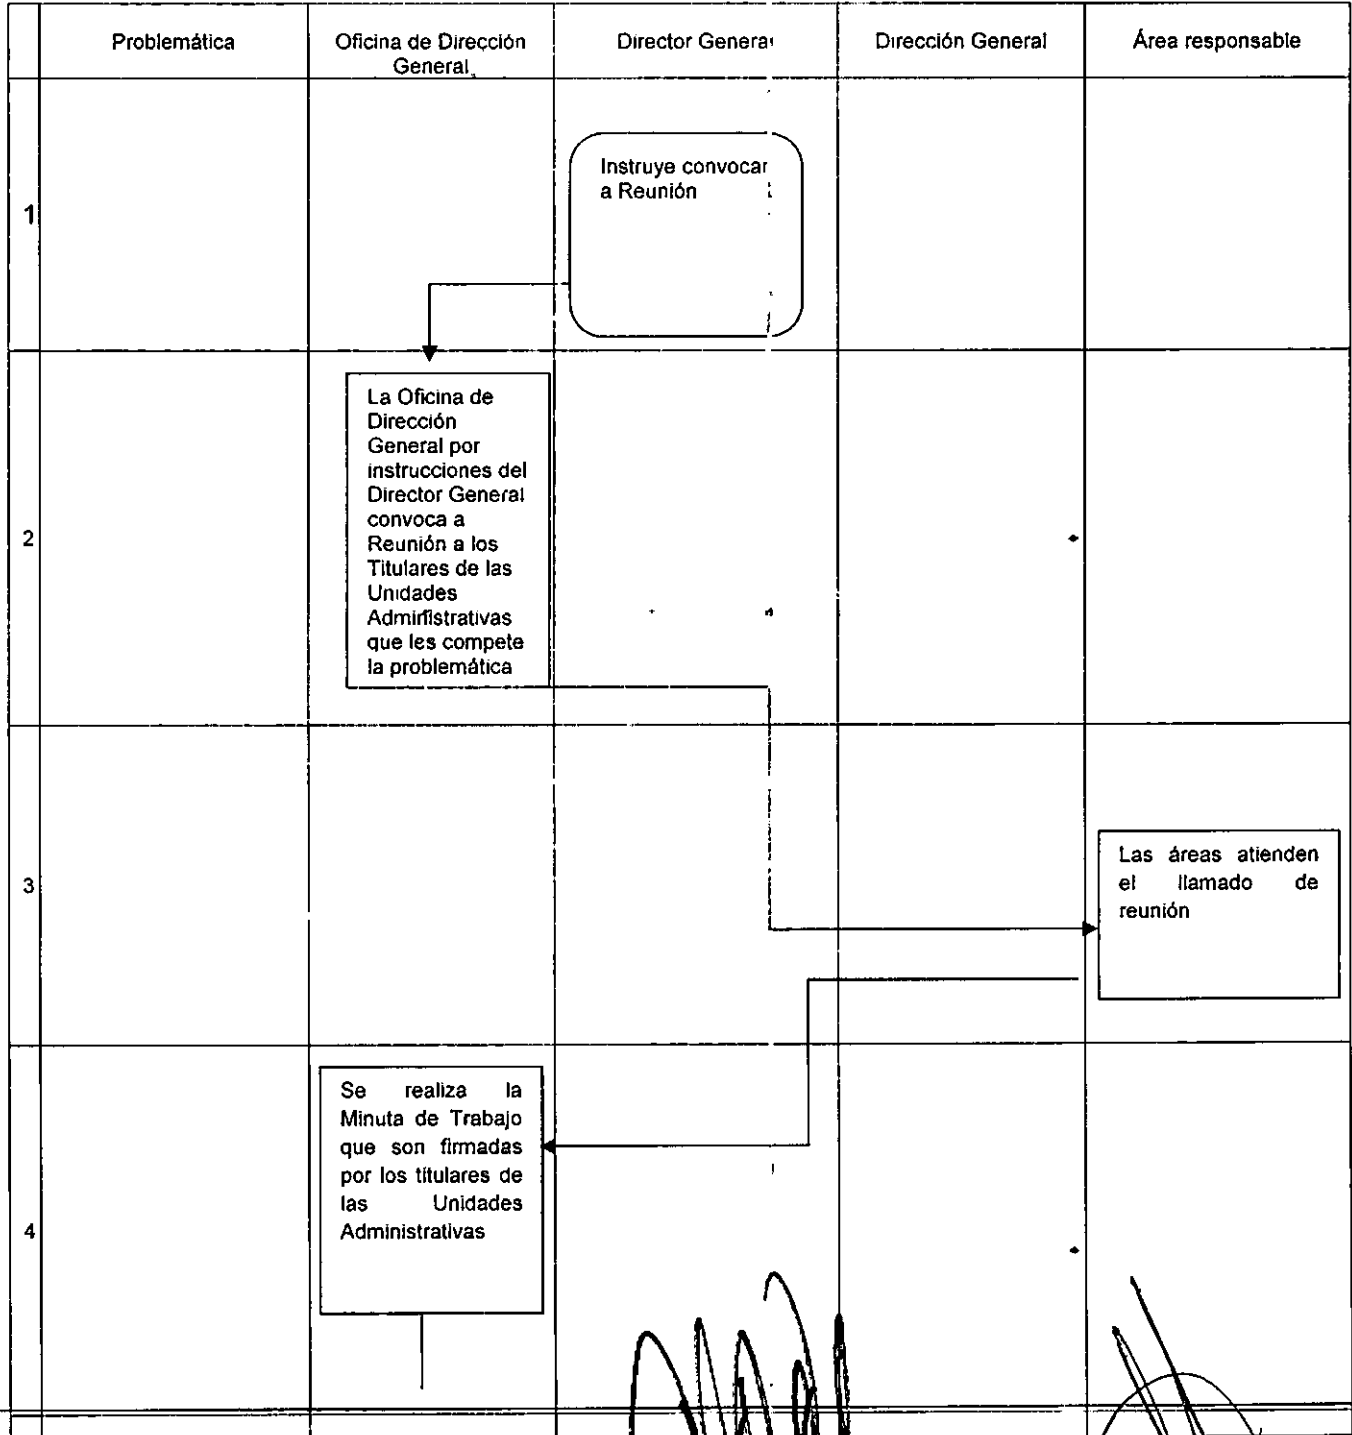 Problemática
Oficina de Dirección
General
Director General
Dirección General
Área responsable
1
Instruye convocar
a Reunión
2
La Oficina de
Dirección
General por
instrucciones del
Director General
convoca a
Reunión a los
Titulares de las
Unidades
Administrativas
que les compete
la problemática
3
Las áreas atienden
el llamado de
reunión
4
Se realiza la
Minuta de Trabajo
que son firmadas
por los titulares de
las Unidades
Administrativas